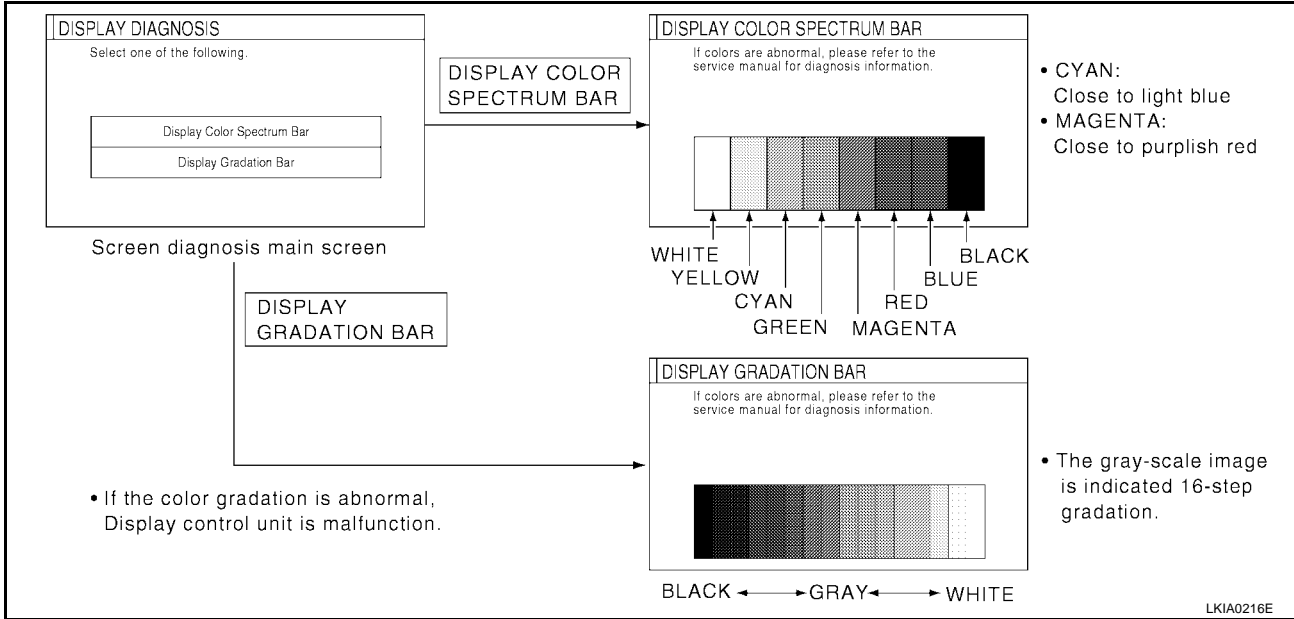 DISPLAY DIAGNOSIS
Select one of the following.
Display Color Spectrum Bar
Display Gradation Bar
Screen diagnosis main screen
DISPLAY COLOR
SPECTRUM BAR
DISPLAY COLOR SPECTRUM BAR
If colors are abnormal, please refer to the
service manual for diagnosis information.
WHITE
YELLOW
CYAN
GREEN
MAGENTA
RED
BLUE
BLACK
• CYAN:
Close to light blue
• MAGENTA:
Close to purplish red
DISPLAY
GRADATION BAR
• If the color gradation is abnormal,
Display control unit is malfunction.
DISPLAY GRADATION BAR
If colors are abnormal, please refer to the
service manual for diagnosis information.
BLACK GRAY WHITE
• The gray-scale image
is indicated 16-step
gradation.
LKIA0216E